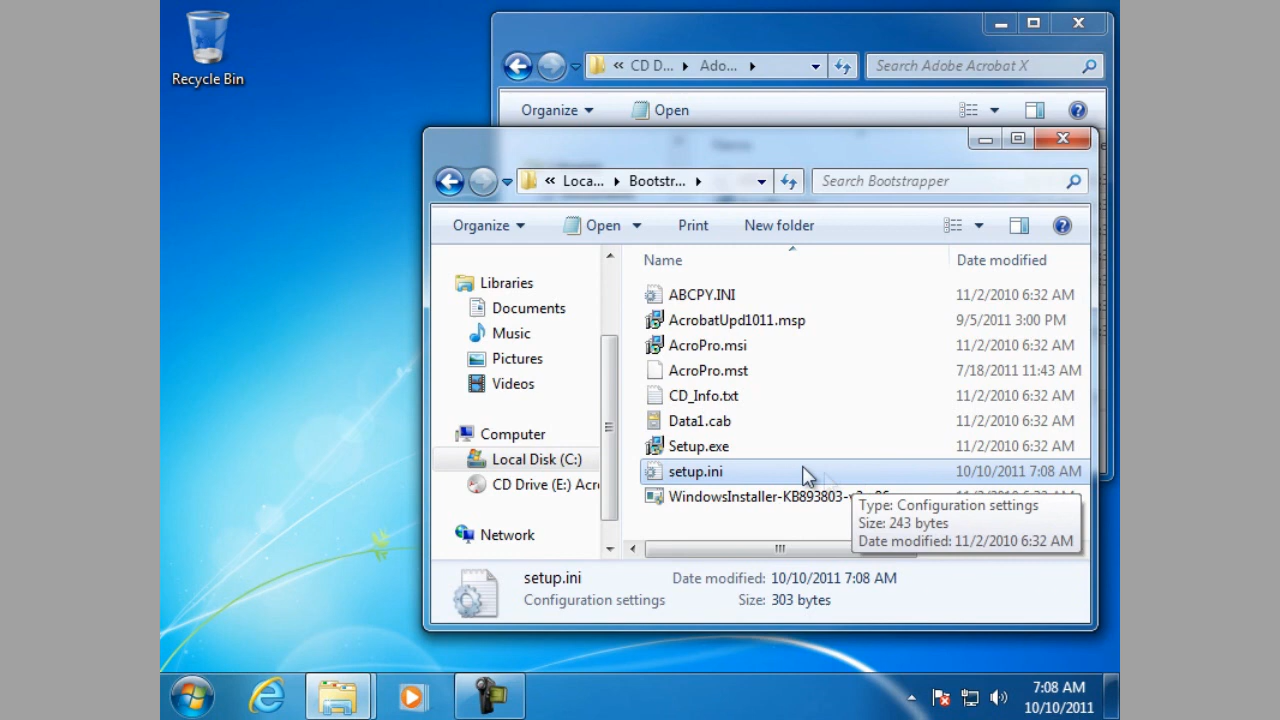 Recycle Bin
« CD D... Ado...
Search Adobe Acrobat X
Organize
Open
« Loca... Bootstr...
Search Bootstrapper
Organize
Open
Print
New folder
Name
Date modified
Libraries
Documents
Music
Pictures
Videos
Computer
Local Disk (C:)
CD Drive (E:) Acro
Network
ABCPY.INI 11/2/2010 6:32 AM
AcrobatUpd1011.msp 9/5/2011 3:00 PM
AcroPro.msi 11/2/2010 6:32 AM
AcroPro.mst 7/18/2011 11:43 AM
CD_Info.txt 11/2/2010 6:32 AM
Data1.cab 11/2/2010 6:32 AM
Setup.exe 11/2/2010 6:32 AM
setup.ini 10/10/2011 7:08 AM
WindowsInstaller-KB893803-
Type: Configuration settings
Size: 243 bytes
Date modified: 11/2/2010 6:32 AM
setup.ini
Date modified: 10/10/2011 7:08 AM
Configuration settings
Size: 303 bytes
7:08 AM
10/10/2011